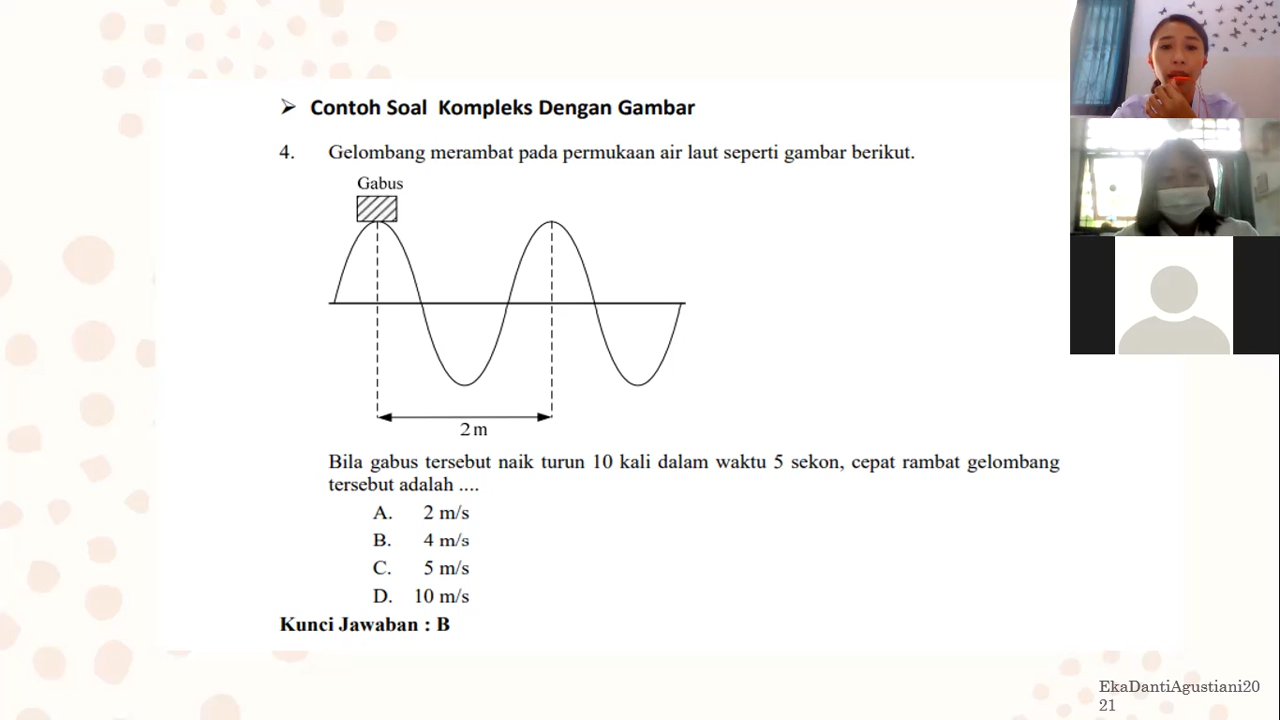 ➢ Contoh Soal Kompleks Dengan Gambar
4. Gelombang merambat pada permukaan air laut seperti gambar berikut.
Gabus
2 m
Bila gabus tersebut naik turun 10 kali dalam waktu 5 sekon, cepat rambat gelombang
tersebut adalah ....
A. 2 m/s
B. 4 m/s
C. 5 m/s
D. 10 m/s
Kunci Jawaban : B
EkaDantiAgustiani20
21